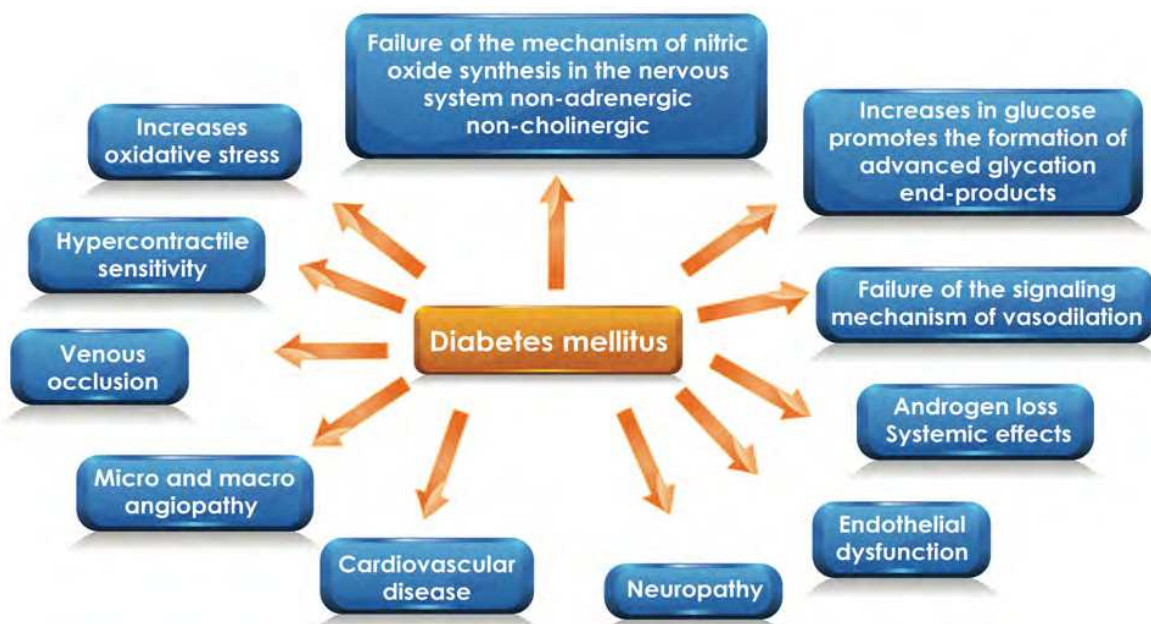 Failure of the mechanism of nitric
oxide synthesis in the nervous
system non-adrenergic
non-cholinergic
Increases
oxidative stress
Increases in glucose
promotes the formation of
advanced glycation
end-products
Hypercontractile
sensitivity
Failure of the signaling
mechanism of vasodilation
Diabetes mellitus
Venous
occlusion
Androgen loss
Systemic effects
Micro and macro
angiopathy
Endothelial
dysfunction
Cardiovascular
disease
Neuropathy